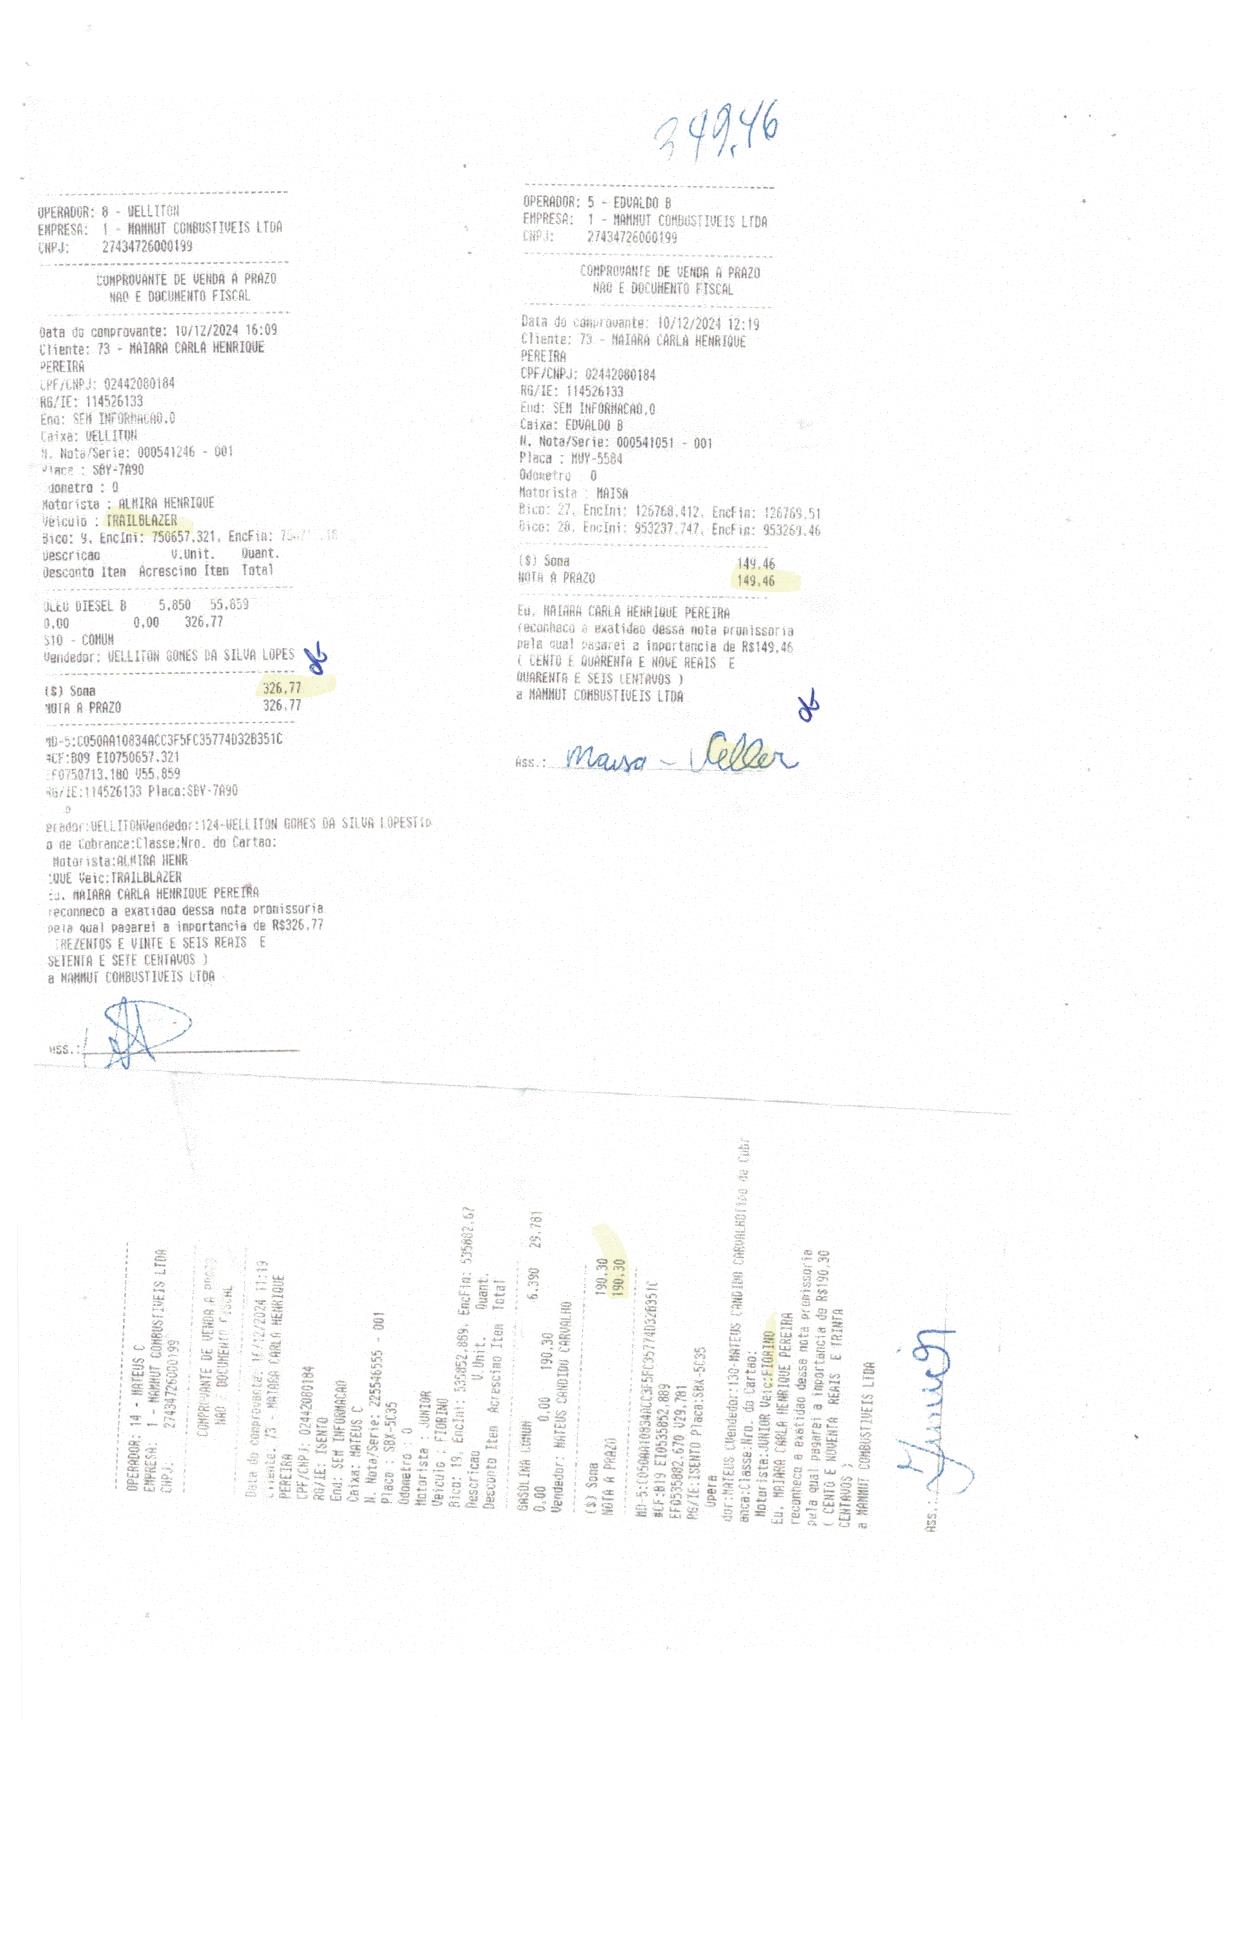 349,46
OPERADOR: 8 - WELLITON
EMPRESA: 1 - MAMMUT COMBUSTIVEIS LTDA
CNPJ: 27434726000199
COMPROVANTE DE VENDA A PRAZO
NAO E DOCUMENTO FISCAL
Data do comprovante: 10/12/2024 16:09
Cliente: 73 - MAIARA CARLA HENRIQUE
PEREIRA
CPF/CNPJ: 02442080184
RG/IE: 114526133
End: SEM INFORMACAO,0
Caixa: WELLITON
N. Nota/Serie: 000541246 - 001
Placa : SBY-7A90
dometro : 0
Motorista : ALMIRA HENRIQUE
Veiculo : TRAILBLAZER
Bico: 9, EncIni: 750657.321, EncFin:
Descricao V.Unit. Quant.
Desconto Item Acrescimo Item Total
OLEO DIESEL B 5,850 55,859
0,00 0,00 326,77
S10 - COMUM
Vendedor: WELLITON GOMES DA SILVA LOPES
($) Soma 326,77
NOTA A PRAZO 326,77
MD-5:C050AA10834ACC3F5FC35774D32B351C
#CF:B09 EI0750657.321
EF0750713.180 V55.859
RG/IE:114526133 Placa:SBY-7A90
0
erador:WELLITONVendedor:124-WELLITON GOMES DA SILVA LOPESTip
o de Cobranca:Classe:Nro. do Cartao:
Motorista:ALMIRA HENR
IQUE Veic:TRAILBLAZER
Eu, MAIARA CARLA HENRIQUE PEREIRA
reconheco a exatidao dessa nota promissoria
pela qual pagarei a importancia de R$326,77
TREZENTOS E VINTE E SEIS REAIS E
SETENTA E SETE CENTAVOS )
a MAMMUT COMBUSTIVEIS LTDA
ASS.:
OPERADOR: 5 - EDVALDO B
EMPRESA: 1 - MAMMUT COMBUSTIVEIS LTDA
CNPJ: 27434726000199
COMPROVANTE DE VENDA A PRAZO
NAO E DOCUMENTO FISCAL
Data do comprovante: 10/12/2024 12:19
Cliente: 73 - MAIARA CARLA HENRIQUE
PEREIRA
CPF/CNPJ: 02442080184
RG/IE: 114526133
End: SEM INFORMACAO,0
Caixa: EDVALDO B
N. Nota/Serie: 000541051 - 001
Placa : MWY-5584
Odometro 0
Motorista : MAISA
Bico: 27, EncIni: 126768.412, EncFin: 126769.51
Bico: 28, EncIni: 953237.747, EncFin: 953269.46
($) Soma 149,46
NOTA A PRAZO 149,46
Eu, MAIARA CARLA HENRIQUE PEREIRA
reconheco a exatidao dessa nota promissoria
pela qual pagarei a importancia de R$149,46
( CENTO E QUARENTA E NOVE REAIS E
QUARENTA E SEIS CENTAVOS )
a MAMMUT COMBUSTIVEIS LTDA
Ass.: Maisa -
OPERADOR: 14 - MATEUS C
EMPRESA: 1 - MAMMUT COMBUSTIVEIS LTDA
CNPJ: 27434726000199
COMPROVANTE DE VENDA A PRAZO
NAO DOCUMENTO FISCAL
Data do comprovante: /12/2024 11:19
Cliente: 73 - MAIARA CARLA HENRIQUE
PEREIRA
CPF/CNPJ: 02442080184
RG/IE: ISENTO
End: SEM INFORMACAO
Caixa: MATEUS C
N. Nota/Serie: 225546555 - 001
Placa : SBX-5C35
Odometro : 0
Motorista : JUNIOR
Veiculo : FIORINO
Bico: 19, EncIni: 535852.889, EncFin: 535882.67
Descricao V.Unit. Quant.
Desconto Item Acrescimo Item Total
GASOLINA COMUM 6,390 29,781
0,00 0,00 190,30
Vendedor: MATEUS CANDIDO CARVALHO
($) Soma 190,30
NOTA A PRAZO 190,30
MD-5:C050AA10834ACC3F5FC35774D32B351C
#CF:B19 EI0535852.889
EF0535882.670 V29.781
RG/IE:ISENTO Placa:SBX-5C35
Opera
dor:MATEUS CVendedor:130-MATEUS CANDIDO CARVALHOTipo de Cobr
anca:Classe:Nro. do Cartao:
Motorista:JUNIOR Veic:FIORINO
Eu, MAIARA CARLA HENRIQUE PEREIRA
reconheco a exatidao dessa nota promissoria
pela qual pagarei a importancia de R$190,30
( CENTO E NOVENTA REAIS E TRINTA
CENTAVOS )
a MAMMUT COMBUSTIVEIS LTDA
Ass.: Junior